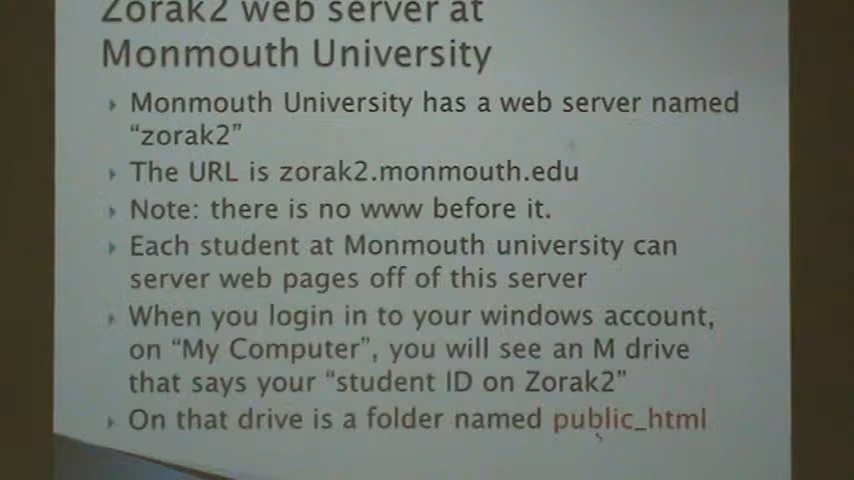 Zorak2 web server at
Monmouth University
Monmouth University has a web server named
“zorak2”
The URL is zorak2.monmouth.edu
Note: there is no www before it.
Each student at Monmouth university can
server web pages off of this server
When you login in to your windows account,
on “My Computer”, you will see an M drive
that says your “student ID on Zorak2”
On that drive is a folder named public_html